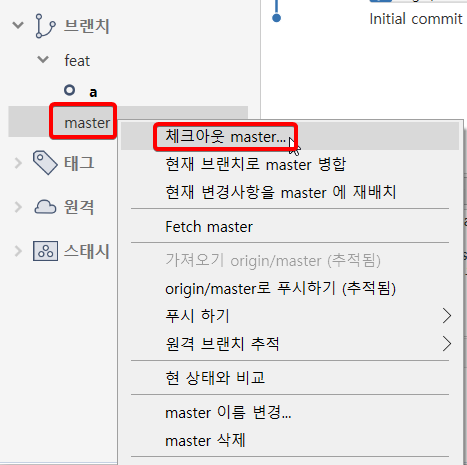 Initial commit
브랜치
feat
a
master
체크아웃 master...
현재 브랜치로 master 병합
태그
현재 변경사항을 master 에 재배치
원격
Fetch master
스태시
가져오기 origin/master (추적됨)
origin/master로 푸시하기 (추적됨)
푸시 하기
원격 브랜치 추적
현 상태와 비교
master 이름 변경...
master 삭제